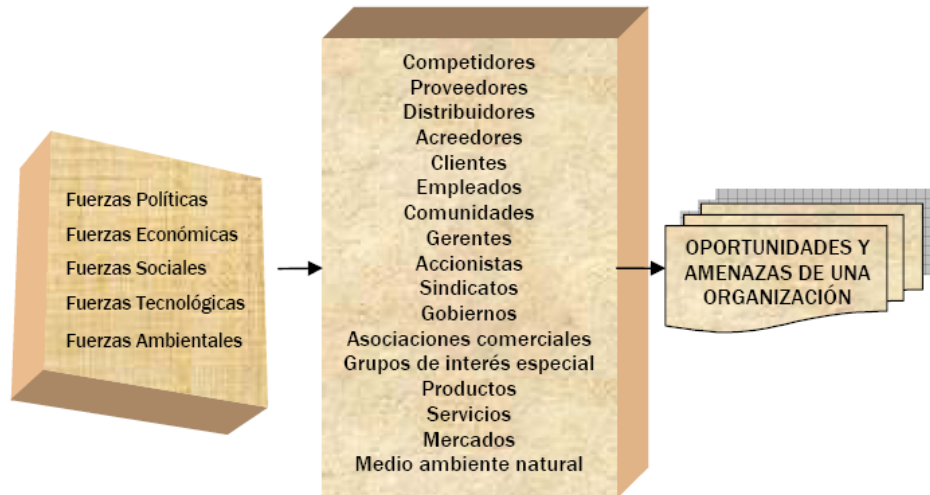 Fuerzas Políticas
Fuerzas Económicas
Fuerzas Sociales
Fuerzas Tecnológicas
Fuerzas Ambientales
Competidores
Proveedores
Distribuidores
Acreedores
Clientes
Empleados
Comunidades
Gerentes
Accionistas
Sindicatos
Gobiernos
Asociaciones comerciales
Grupos de interés especial
Productos
Servicios
Mercados
Medio ambiente natural
OPORTUNIDADES Y
AMENAZAS DE UNA
ORGANIZACIÓN